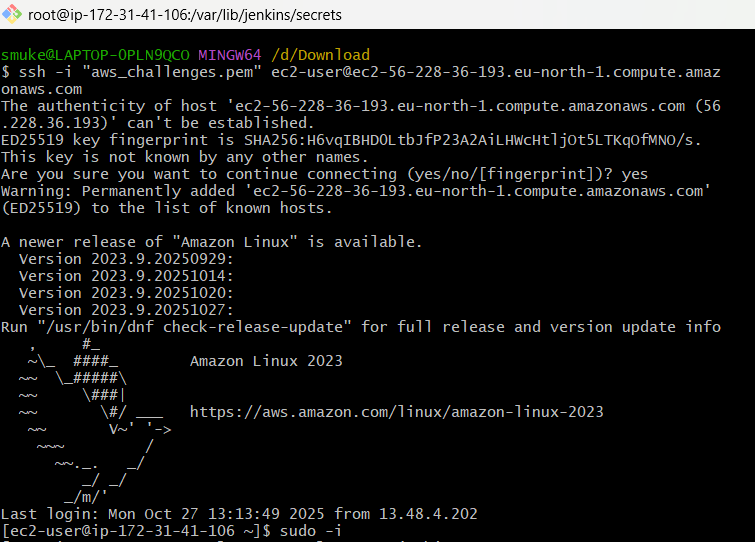 root@ip-172-31-41-106:/var/lib/jenkins/secrets
smuke@LAPTOP-0PLN9QCO MINGW64 /d/Download
$ ssh -i "aws_challenges.pem" ec2-user@ec2-56-228-36-193.eu-north-1.compute.amaz
onaws.com
The authenticity of host 'ec2-56-228-36-193.eu-north-1.compute.amazonaws.com (56
.228.36.193)' can't be established.
ED25519 key fingerprint is SHA256:H6vqIBHDOLtbJfP23A2AiLHWcHtljOt5LTKqOfMNO/s.
This key is not known by any other names.
Are you sure you want to continue connecting (yes/no/[fingerprint])? yes
Warning: Permanently added 'ec2-56-228-36-193.eu-north-1.compute.amazonaws.com'
(ED25519) to the list of known hosts.
A newer release of "Amazon Linux" is available.
  Version 2023.9.20250929:
  Version 2023.9.20251014:
  Version 2023.9.20251020:
  Version 2023.9.20251027:
Run "/usr/bin/dnf check-release-update" for full release and version update info
   ,     #_
   ~\_  ####_        Amazon Linux 2023
  ~~  \_#####\
  ~~     \###|
  ~~       \#/ ___   https://aws.amazon.com/linux/amazon-linux-2023
   ~~       V~' '->
    ~~~         /
      ~~._.   _/
         _/ _/
       _/m/'
Last login: Mon Oct 27 13:13:49 2025 from 13.48.4.202
[ec2-user@ip-172-31-41-106 ~]$ sudo -i